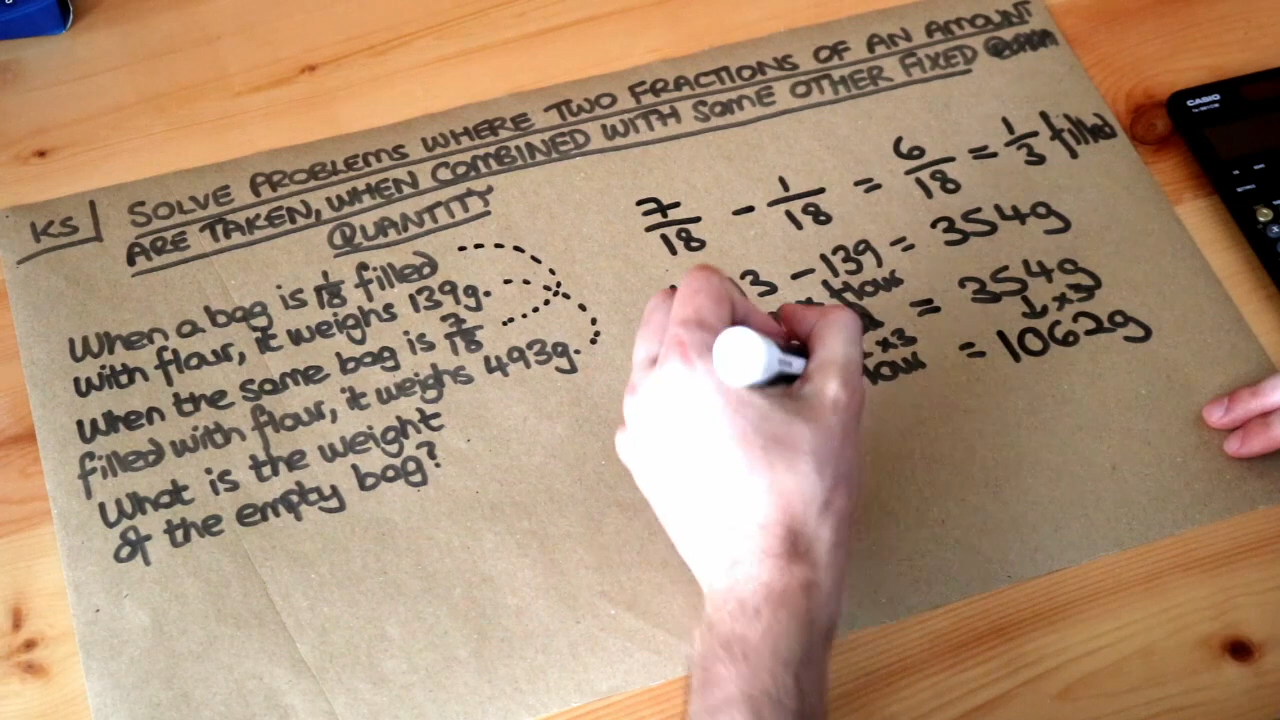 KS SOLVE PROBLEMS WHERE TWO FRACTIONS OF AN AMOUNT
ARE TAKEN, WHEN COMBINED WITH SOME OTHER FIXED
QUANTITY
When a bag is 1/18 filled
with flour, it weighs 139g.
When the same bag is 7/18
filled with flour, it weighs 493g.
What is the weight
of the empty bag?
7/18 - 1/18 = 6/18 = 1/3 filled
3 - 139 = 354g
flour = 354g
×3 ↓×3
= 1062g
CASIO